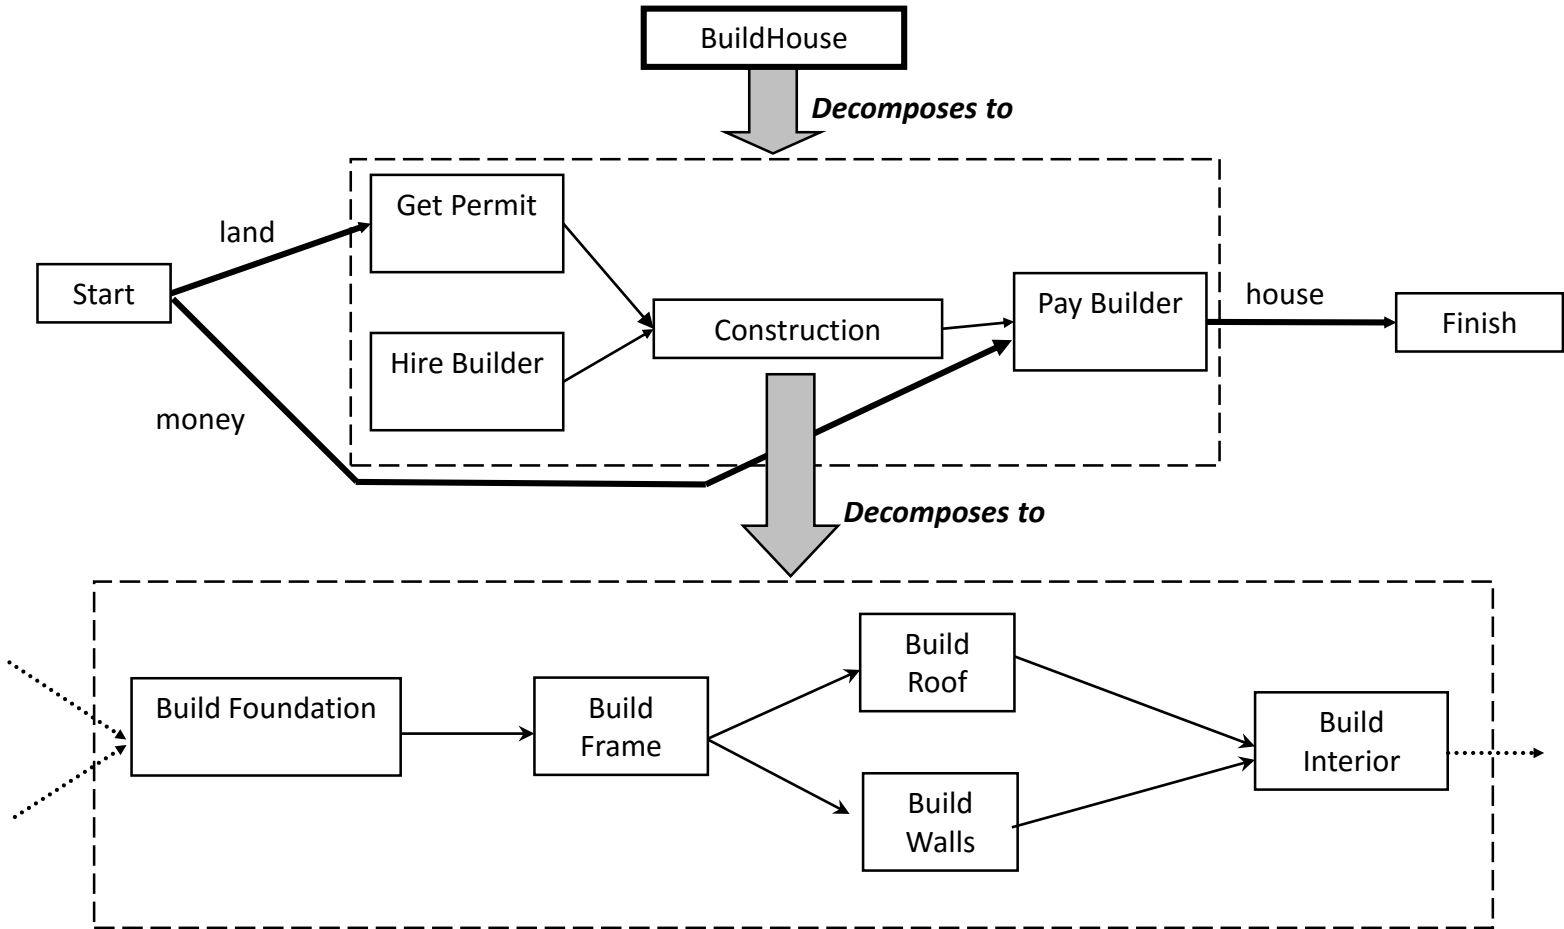 BuildHouse
Decomposes to
Get Permit
land
Start
Hire Builder
Construction
Pay Builder
house
Finish
money
Decomposes to
Build Foundation
Build
Frame
Build
Roof
Build
Walls
Build
Interior